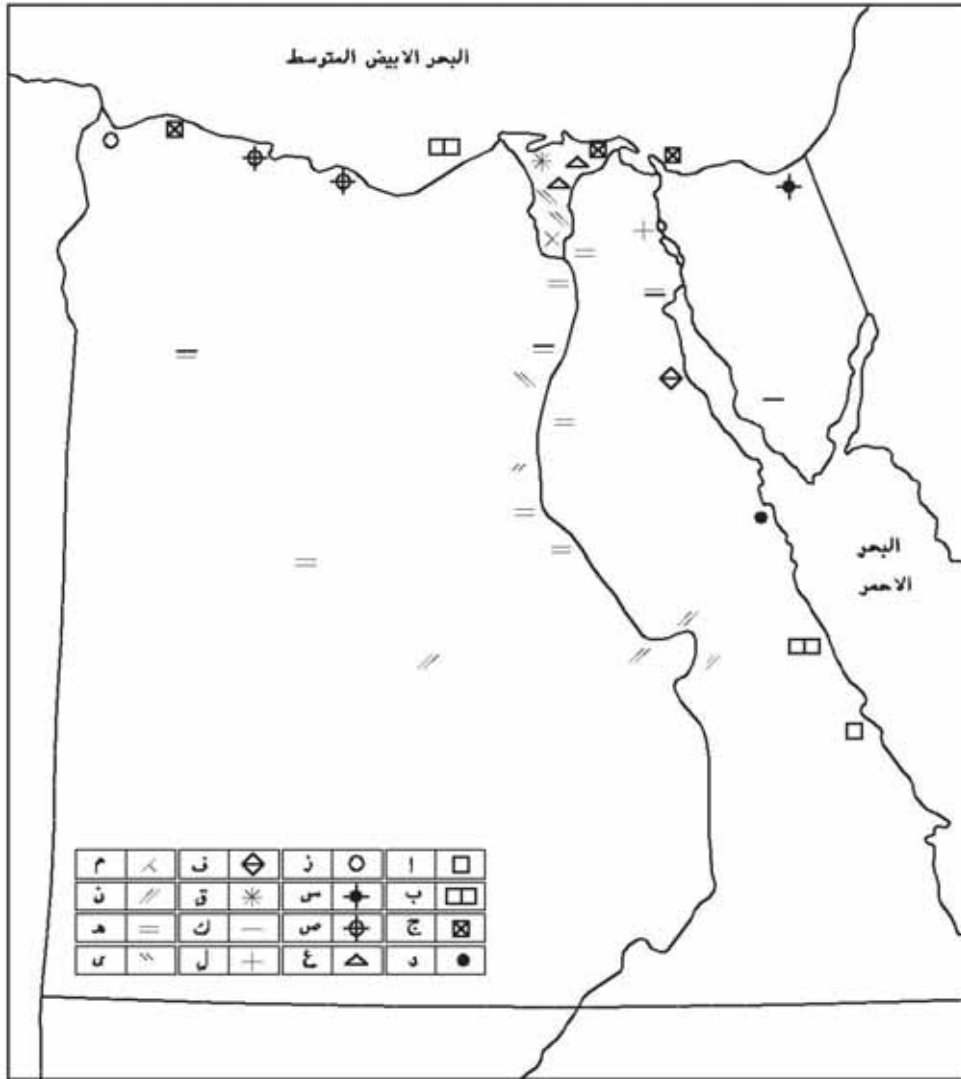 البحر الابيض المتوسط
البحر
الاحمر
ا ز ف م
ب س ق ن
ج ص ك هـ
د ع ل ى